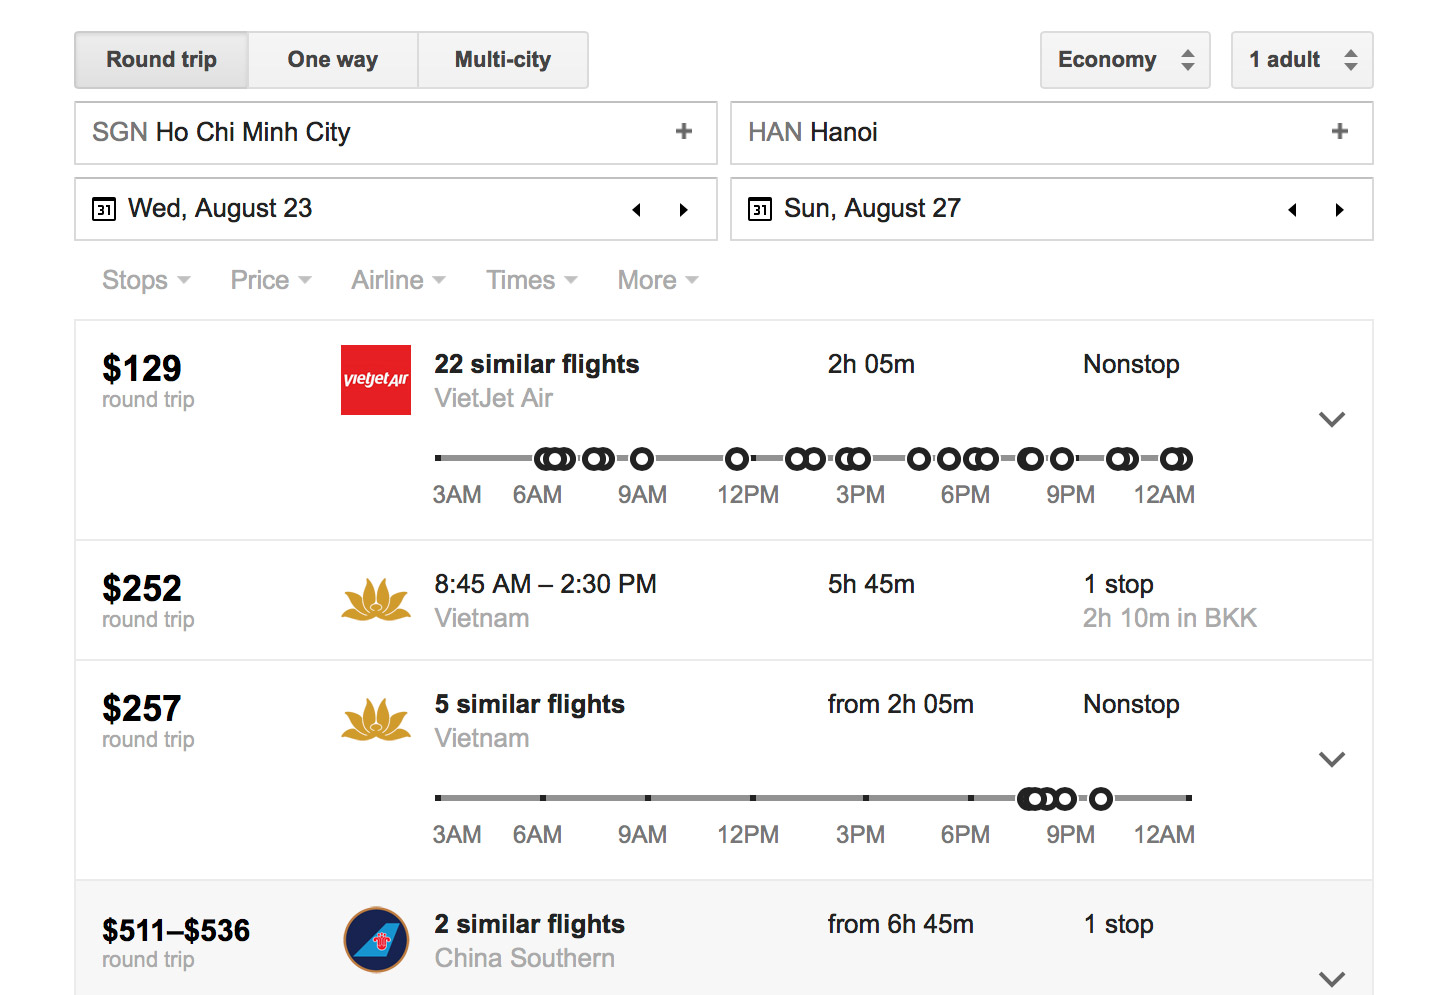 Round trip One way Multi-city Economy 1 adult
SGN Ho Chi Minh City + HAN Hanoi +
31 Wed, August 23 31 Sun, August 27
Stops Price Airline Times More
$129 vietjetAir 22 similar flights 2h 05m Nonstop
round trip VietJet Air
3AM 6AM 9AM 12PM 3PM 6PM 9PM 12AM
$252 8:45 AM – 2:30 PM 5h 45m 1 stop
round trip Vietnam 2h 10m in BKK
$257 5 similar flights from 2h 05m Nonstop
round trip Vietnam
3AM 6AM 9AM 12PM 3PM 6PM 9PM 12AM
$511–$536 2 similar flights from 6h 45m 1 stop
round trip China Southern